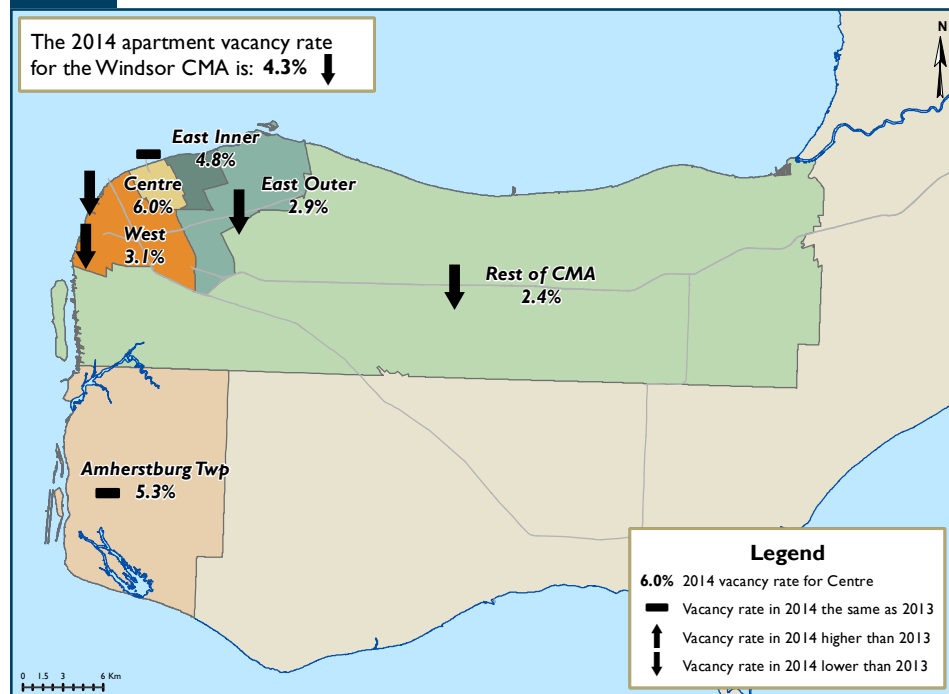 The 2014 apartment vacancy rate
for the Windsor CMA is: 4.3%
N
East Inner
4.8%
Centre
6.0%
East Outer
2.9%
West
3.1%
Rest of CMA
2.4%
Amherstburg Twp
5.3%
Legend
6.0% 2014 vacancy rate for Centre
Vacancy rate in 2014 the same as 2013
Vacancy rate in 2014 higher than 2013
Vacancy rate in 2014 lower than 2013
0 1.5 3 6 Km